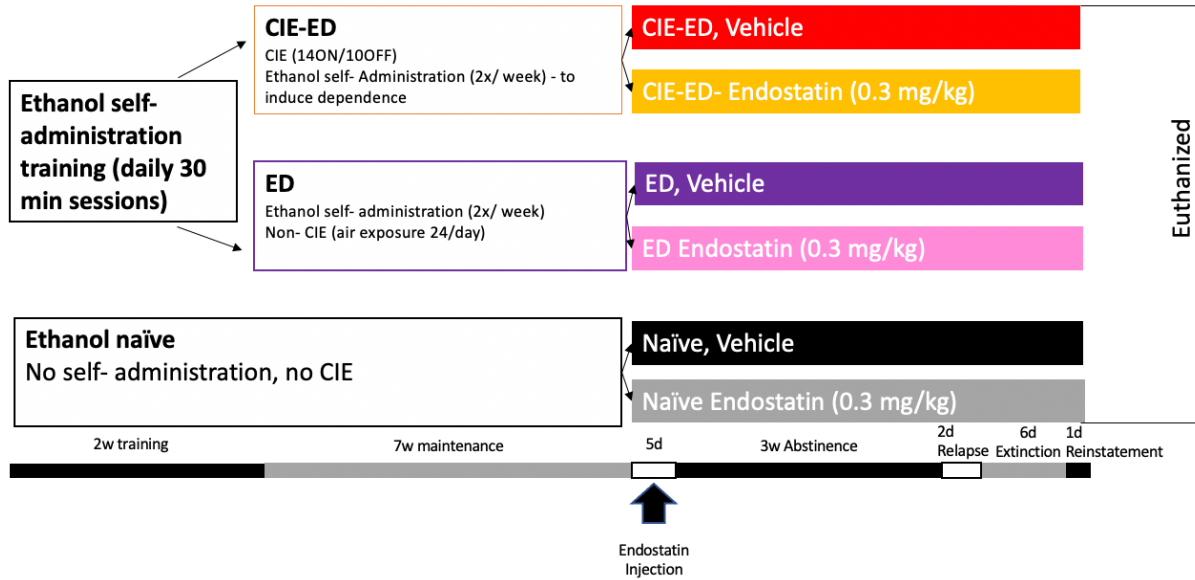 Ethanol self-
administration
training (daily 30
min sessions)
CIE-ED
CIE (14ON/10OFF)
Ethanol self- Administration (2x/ week) - to
induce dependence
ED
Ethanol self- administration (2x/ week)
Non- CIE (air exposure 24/day)
Ethanol naïve
No self- administration, no CIE
CIE-ED, Vehicle
CIE-ED- Endostatin (0.3 mg/kg)
ED, Vehicle
ED Endostatin (0.3 mg/kg)
Naïve, Vehicle
Naïve Endostatin (0.3 mg/kg)
Euthanized
2w training
7w maintenance
5d
3w Abstinence
2d
Relapse
6d
Extinction
1d
Reinstatement
Endostatin
Injection